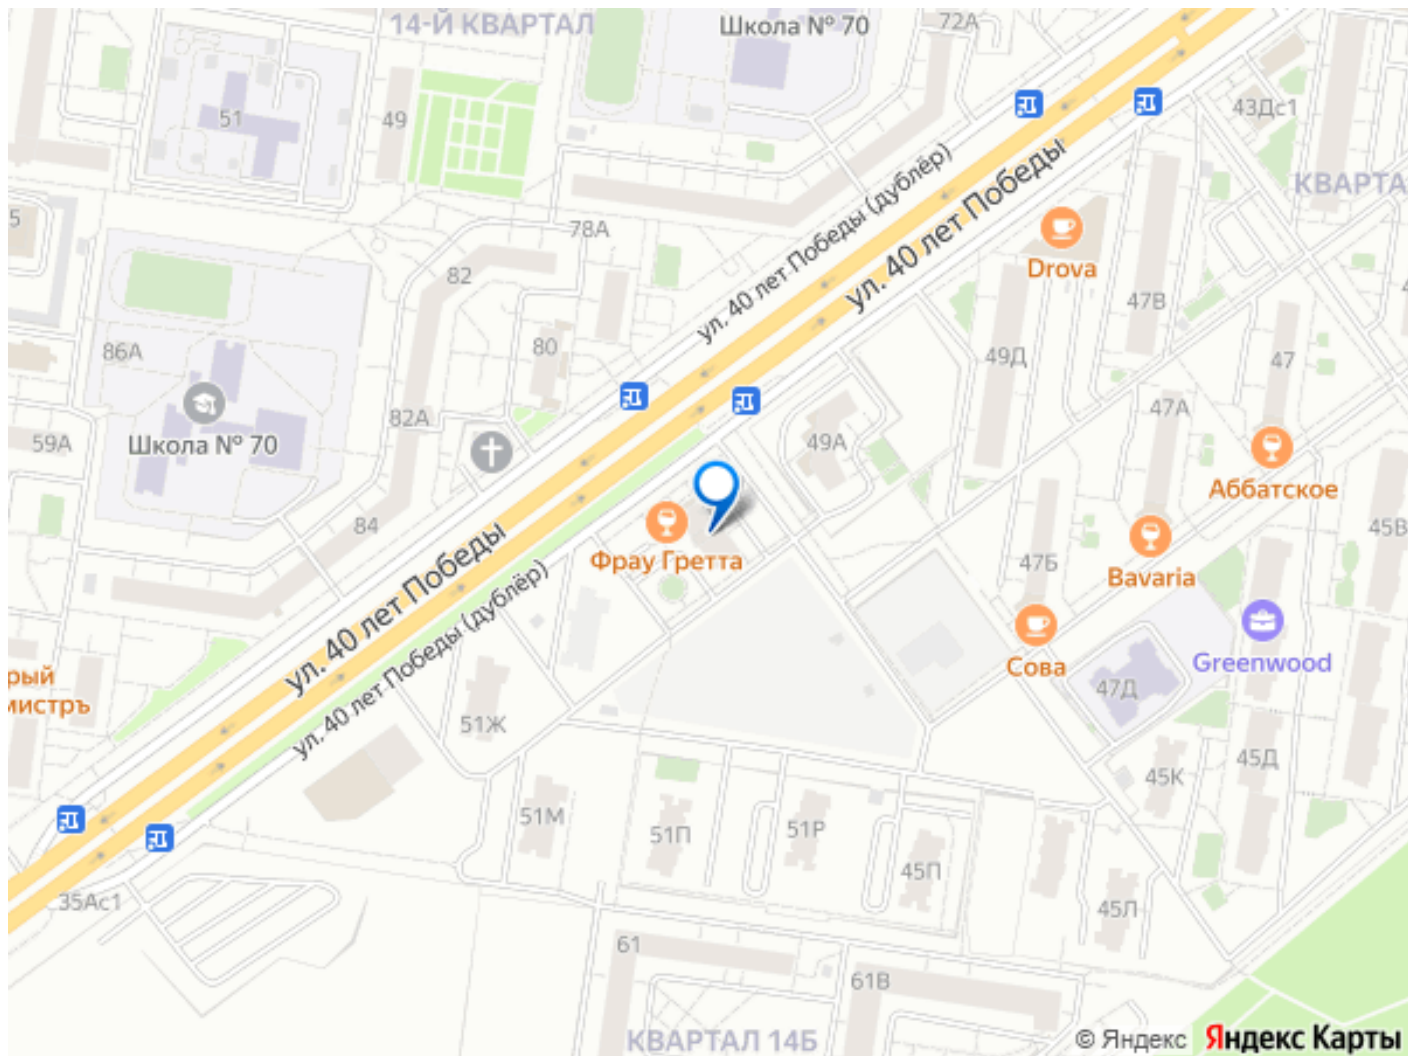 14-Й КВАРТАЛ
Школа № 70
72А
51
49
43Дс1
КВАРТА
5
78А
82
ул. 40 лет Победы (дублёр)
ул. 40 лет Победы
Drova
47В
86А
80
49Д
47
59А
Школа № 70
82А
49А
47А
Аббатское
84
Фрау Гретта
45В
47Б
Bavaria
ул. 40 лет Победы
ул. 40 лет Победы (дублёр)
Сова
47Д
Greenwood
рый
мистръ
51Ж
45Д
45К
51М
51П
51Р
45П
35Ас1
45Л
61
61В
КВАРТАЛ 14Б
© Яндекс Яндекс Карты